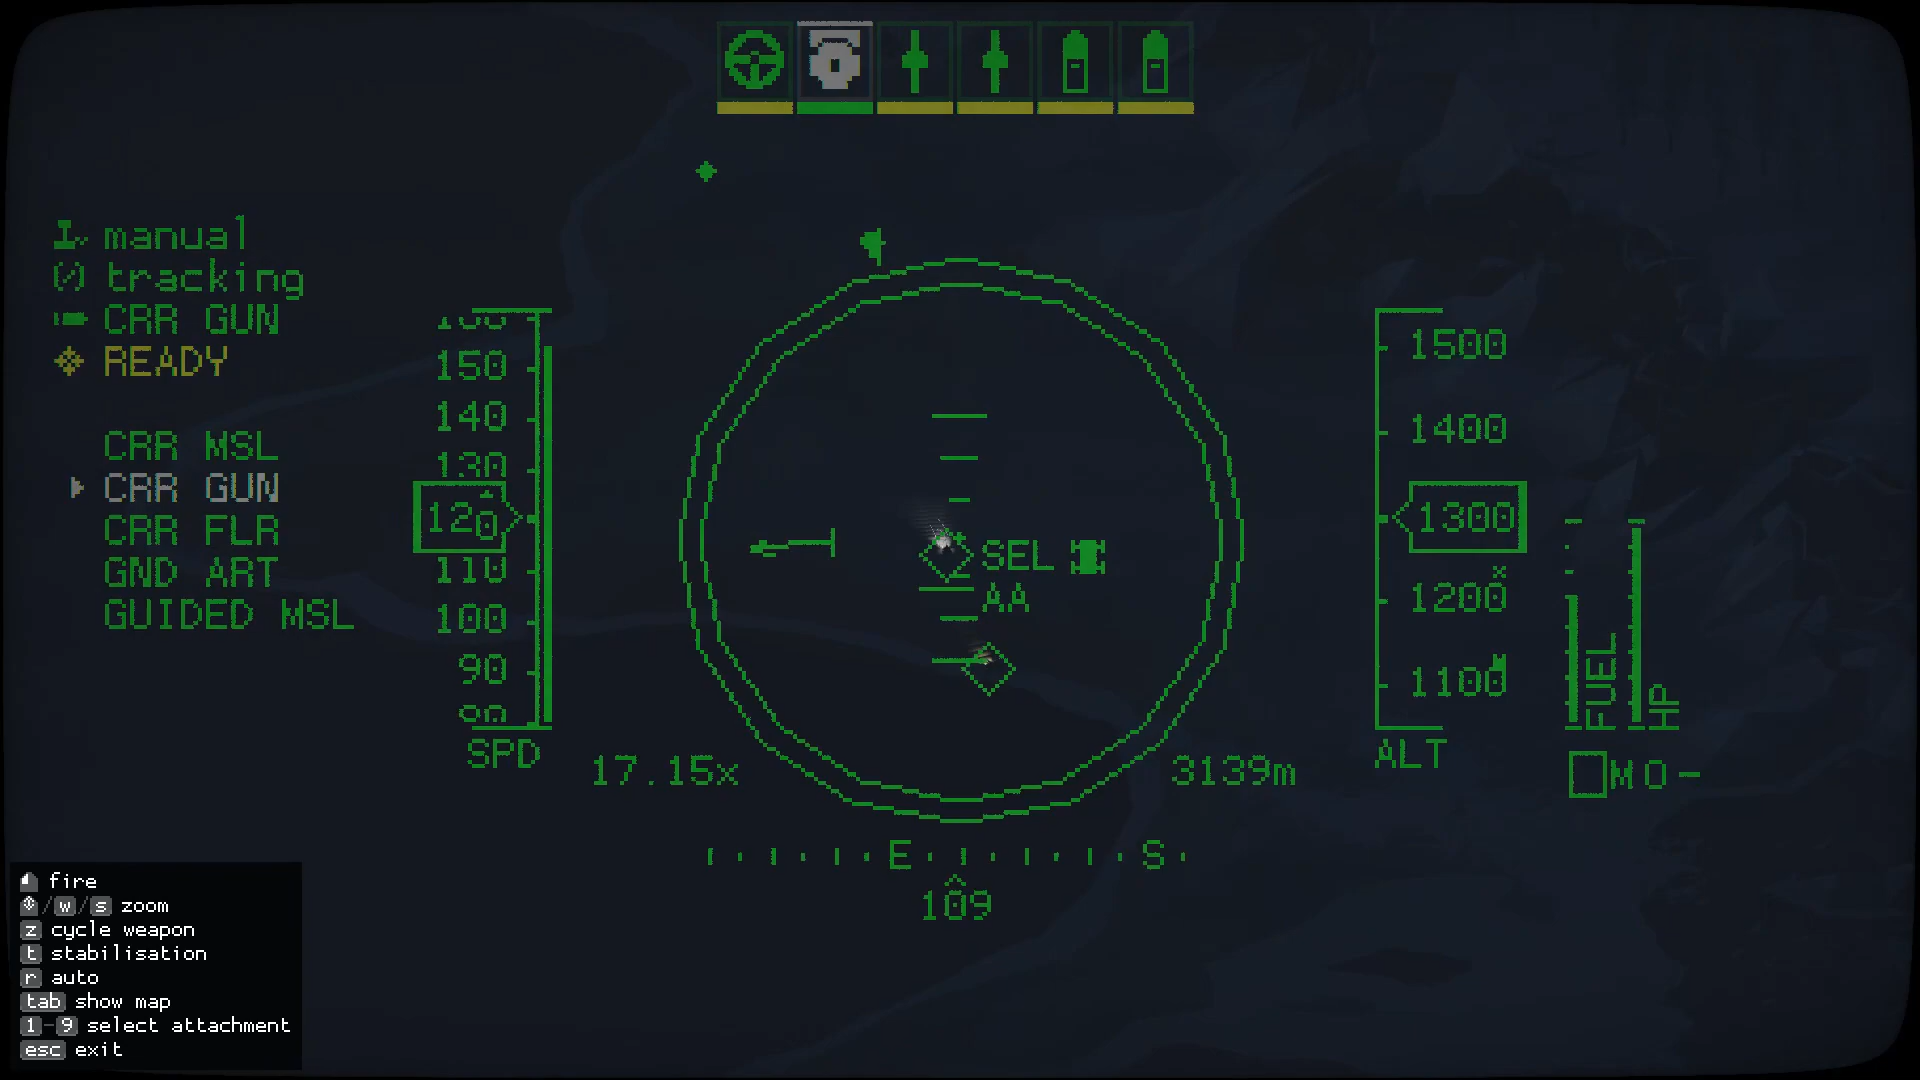 manual
tracking
CRR GUN
READY
CRR MSL
CRR GUN
CRR FLR
GND ART
GUIDED MSL
150
140
130
120
110
100
90
SPD
17.15x
SEL
AA
3139m
1500
1400
1300
1200
1100
ALT
FUEL
HP
E
S
109
fire
w/s zoom
z cycle weapon
t stabilisation
r auto
tab show map
1-9 select attachment
esc exit